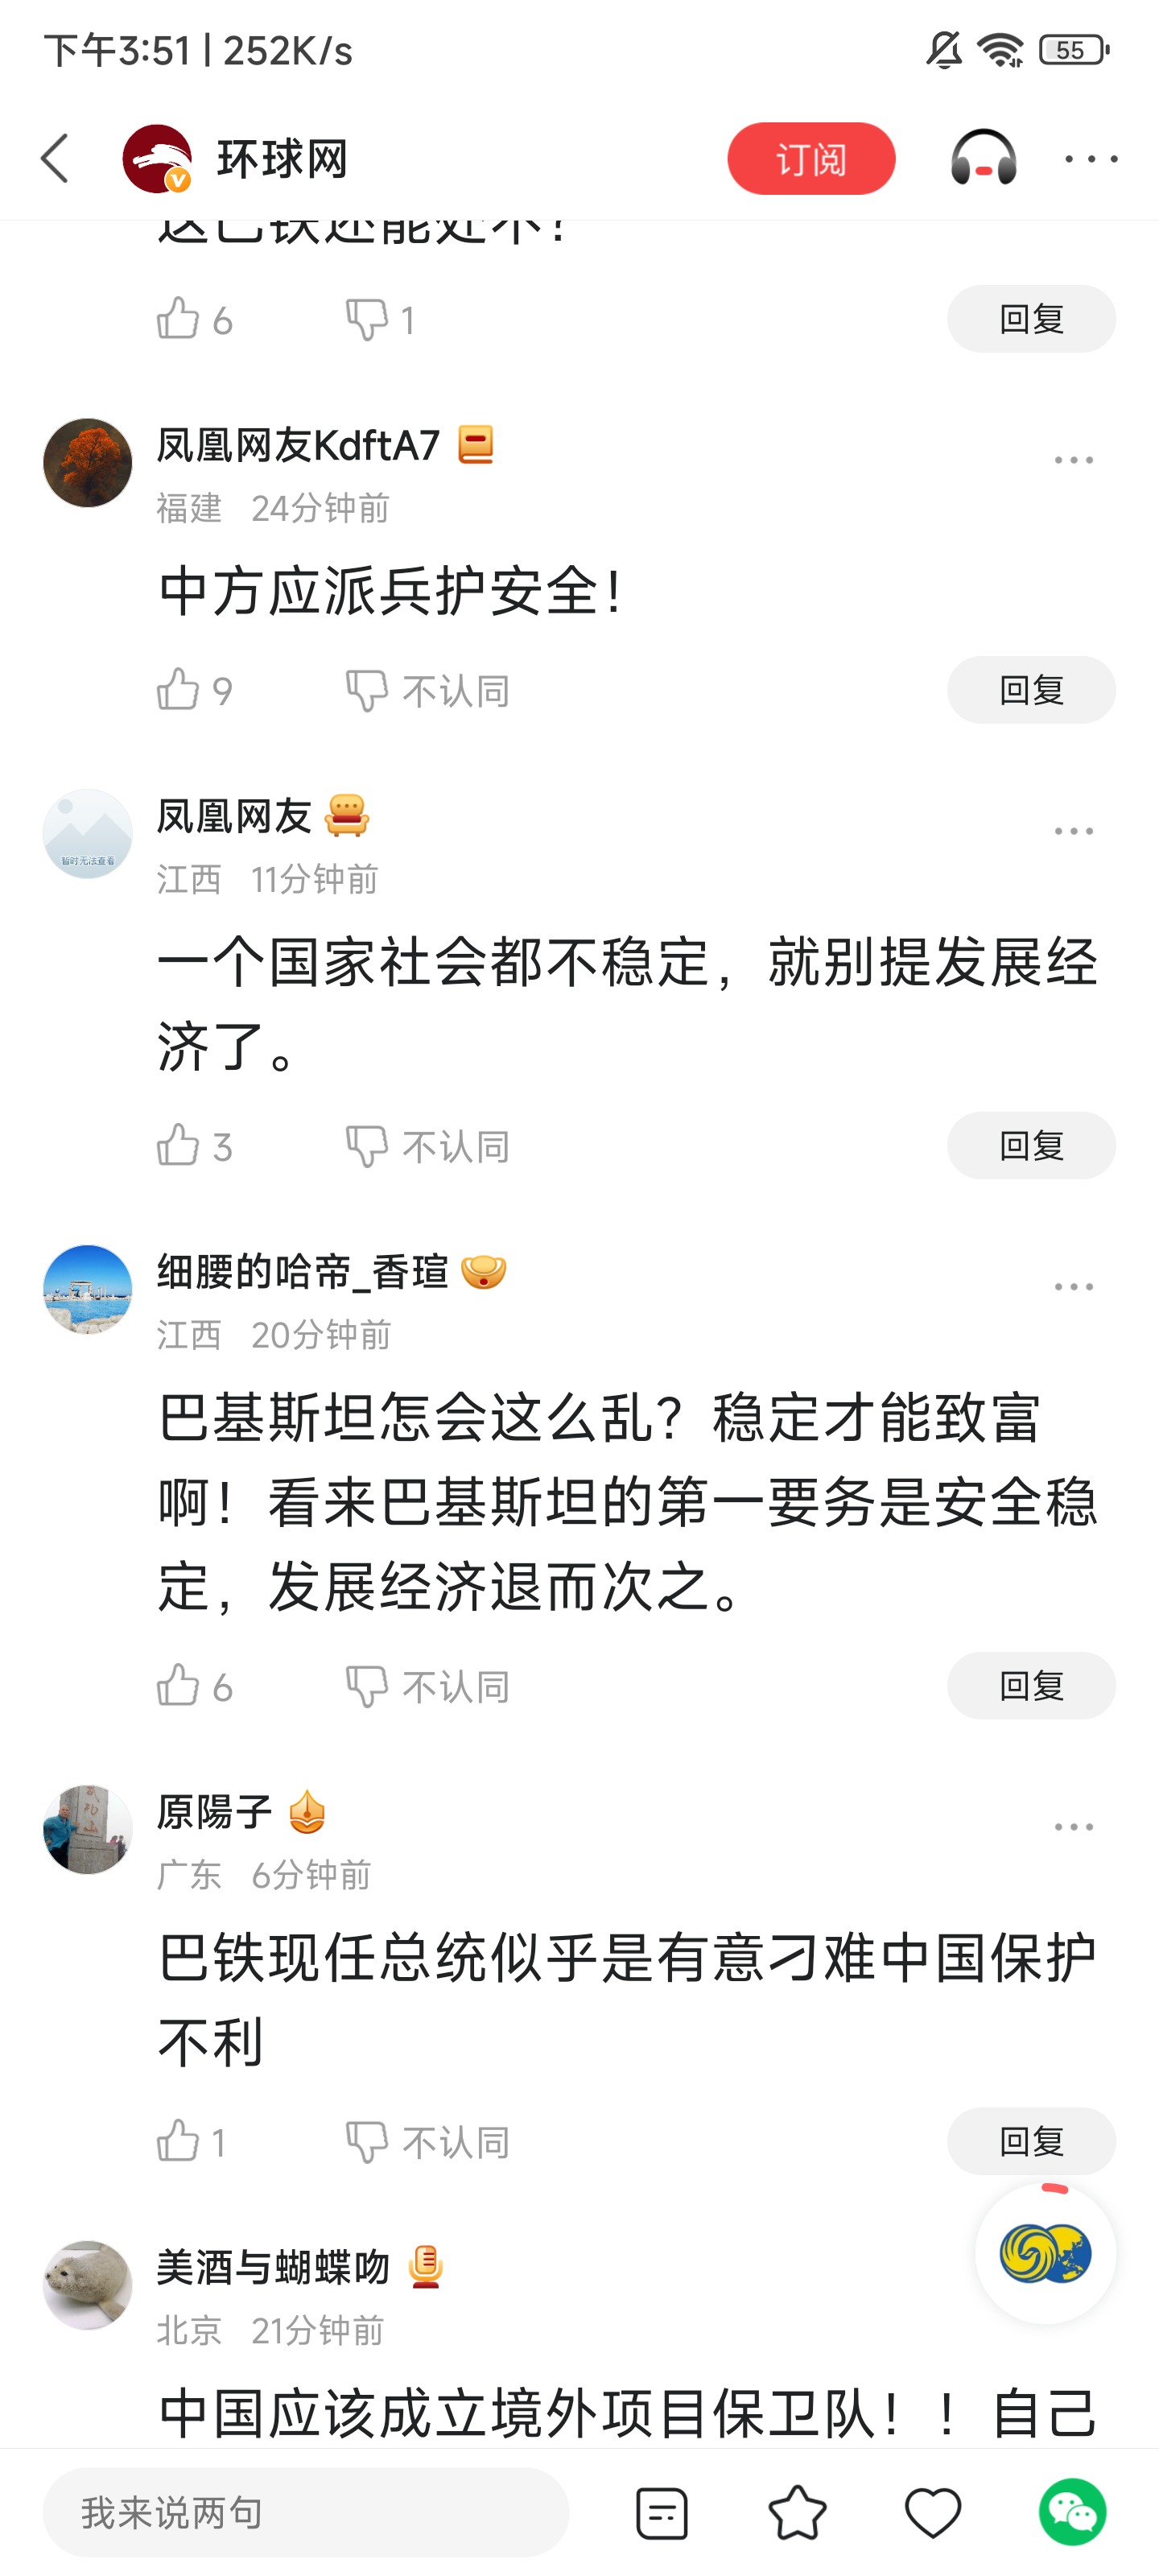 下午3:51 | 252K/s
55
环球网
订阅
这巴铁还能处不?
6
1
回复
凤凰网友KdftA7
福建 24分钟前
中方应派兵护安全!
9
不认同
回复
暂时无法查看
凤凰网友
江西 11分钟前
一个国家社会都不稳定，就别提发展经
济了。
3
不认同
回复
细腰的哈帝_香瑄
江西 20分钟前
巴基斯坦怎会这么乱？稳定才能致富
啊！看来巴基斯坦的第一要务是安全稳
定，发展经济退而次之。
6
不认同
回复
原陽子
广东 6分钟前
巴铁现任总统似乎是有意刁难中国保护
不利
1
不认同
回复
美酒与蝴蝶吻
北京 21分钟前
中国应该成立境外项目保卫队！！自己
我来说两句